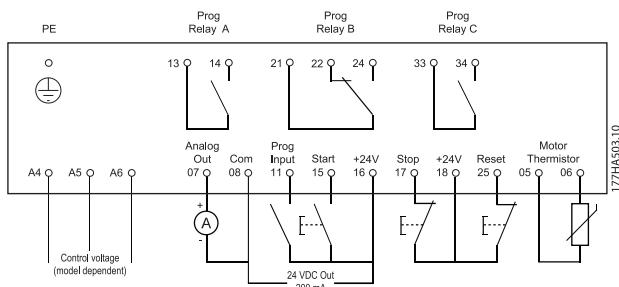 PE
Prog
Relay A
Prog
Relay B
Prog
Relay C
13
14
21
22
24
33
34
Analog
Out
07
Com
08
Prog
Input
11
Start
15
+24V
16
Stop
17
+24V
18
Reset
25
Motor
Thermistor
05
06
A4
A5
A6
+
A
-
Control voltage
(model dependent)
24 VDC Out
200 mA
177HA503.10